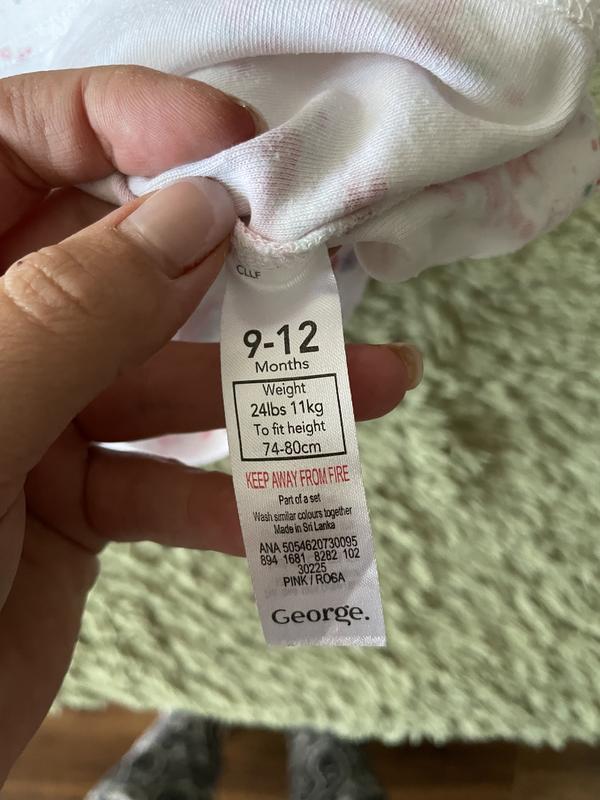 CLLF
9-12
Months
Weight
24lbs 11kg
To fit height
74-80cm
KEEP AWAY FROM FIRE
Part of a set
Wash similar colours together
Made in Sri Lanka
ANA 5054620730095
894 1681 8282 102
30225
PINK / RO6A
George.